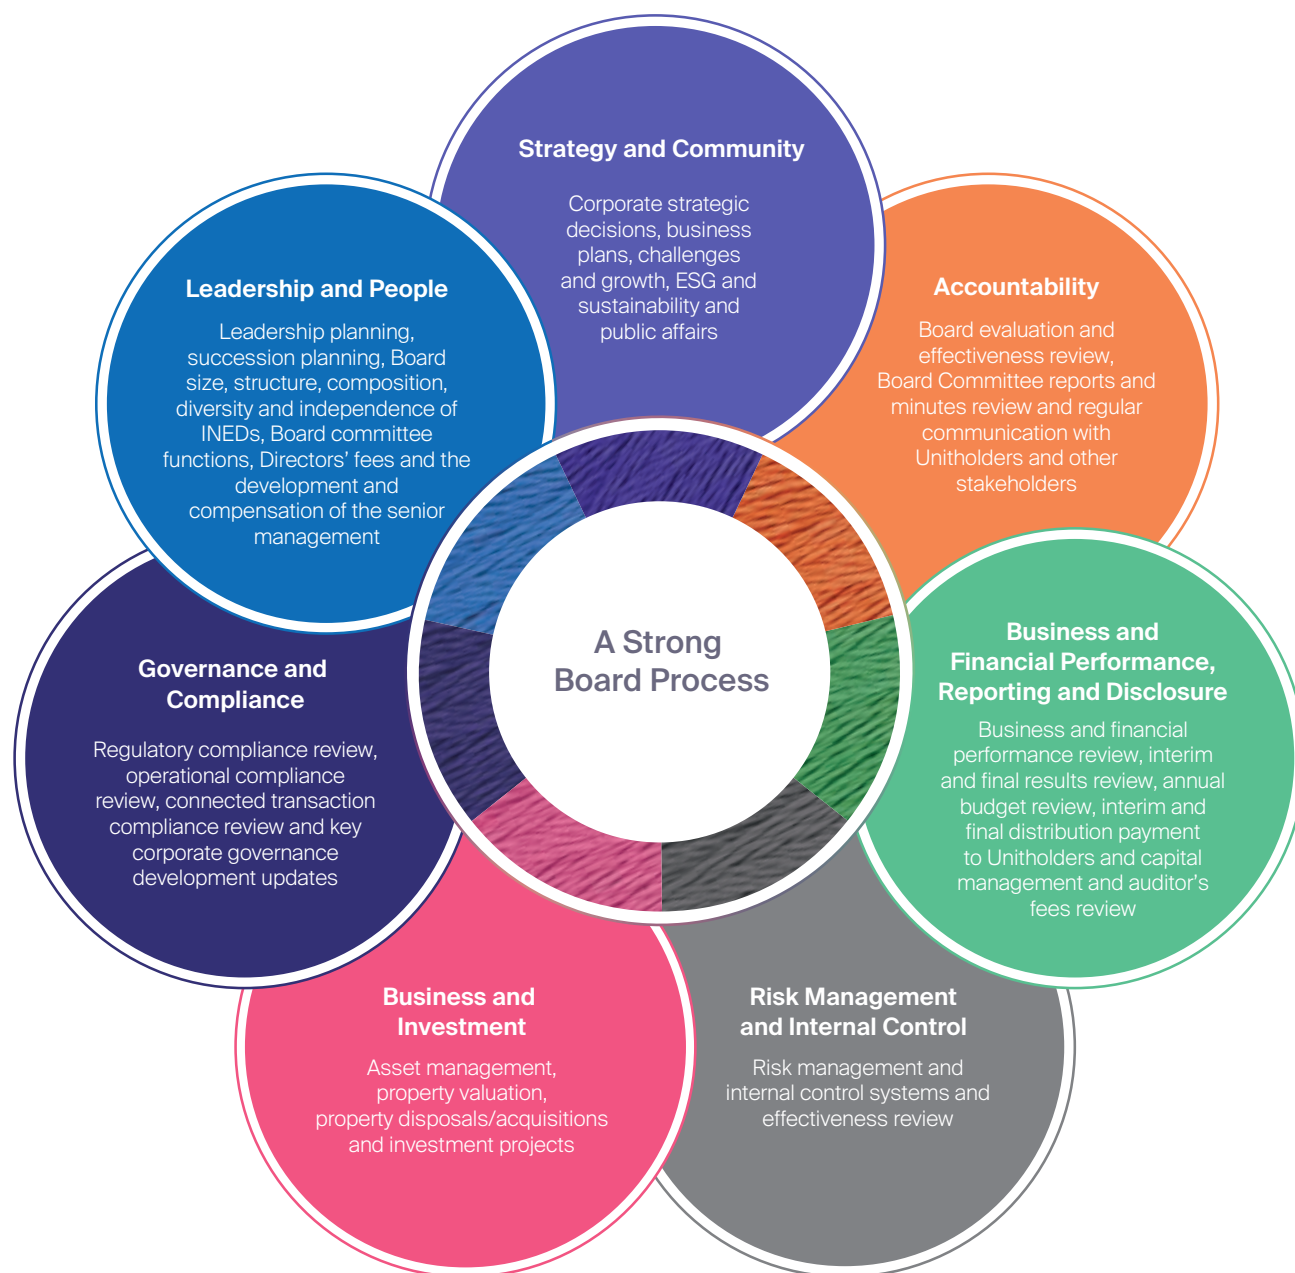 Strategy and Community
Corporate strategic
decisions, business
plans, challenges
and growth, ESG and
sustainability and
public affairs
Accountability
Board evaluation and
effectiveness review,
Board Committee reports and
minutes review and regular
communication with
Unitholders and other
stakeholders
Business and
Financial Performance,
Reporting and Disclosure
Business and financial
performance review, interim
and final results review, annual
budget review, interim and
final distribution payment
to Unitholders and capital
management and auditor's
fees review
Risk Management
and Internal Control
Risk management and
internal control systems and
effectiveness review
Business and
Investment
Asset management,
property valuation,
property disposals/acquisitions
and investment projects
Governance and
Compliance
Regulatory compliance review,
operational compliance
review, connected transaction
compliance review and key
corporate governance
development updates
Leadership and People
Leadership planning,
succession planning, Board
size, structure, composition,
diversity and independence of
INEDs, Board committee
functions, Directors' fees and the
development and
compensation of the senior
management
A Strong
Board Process